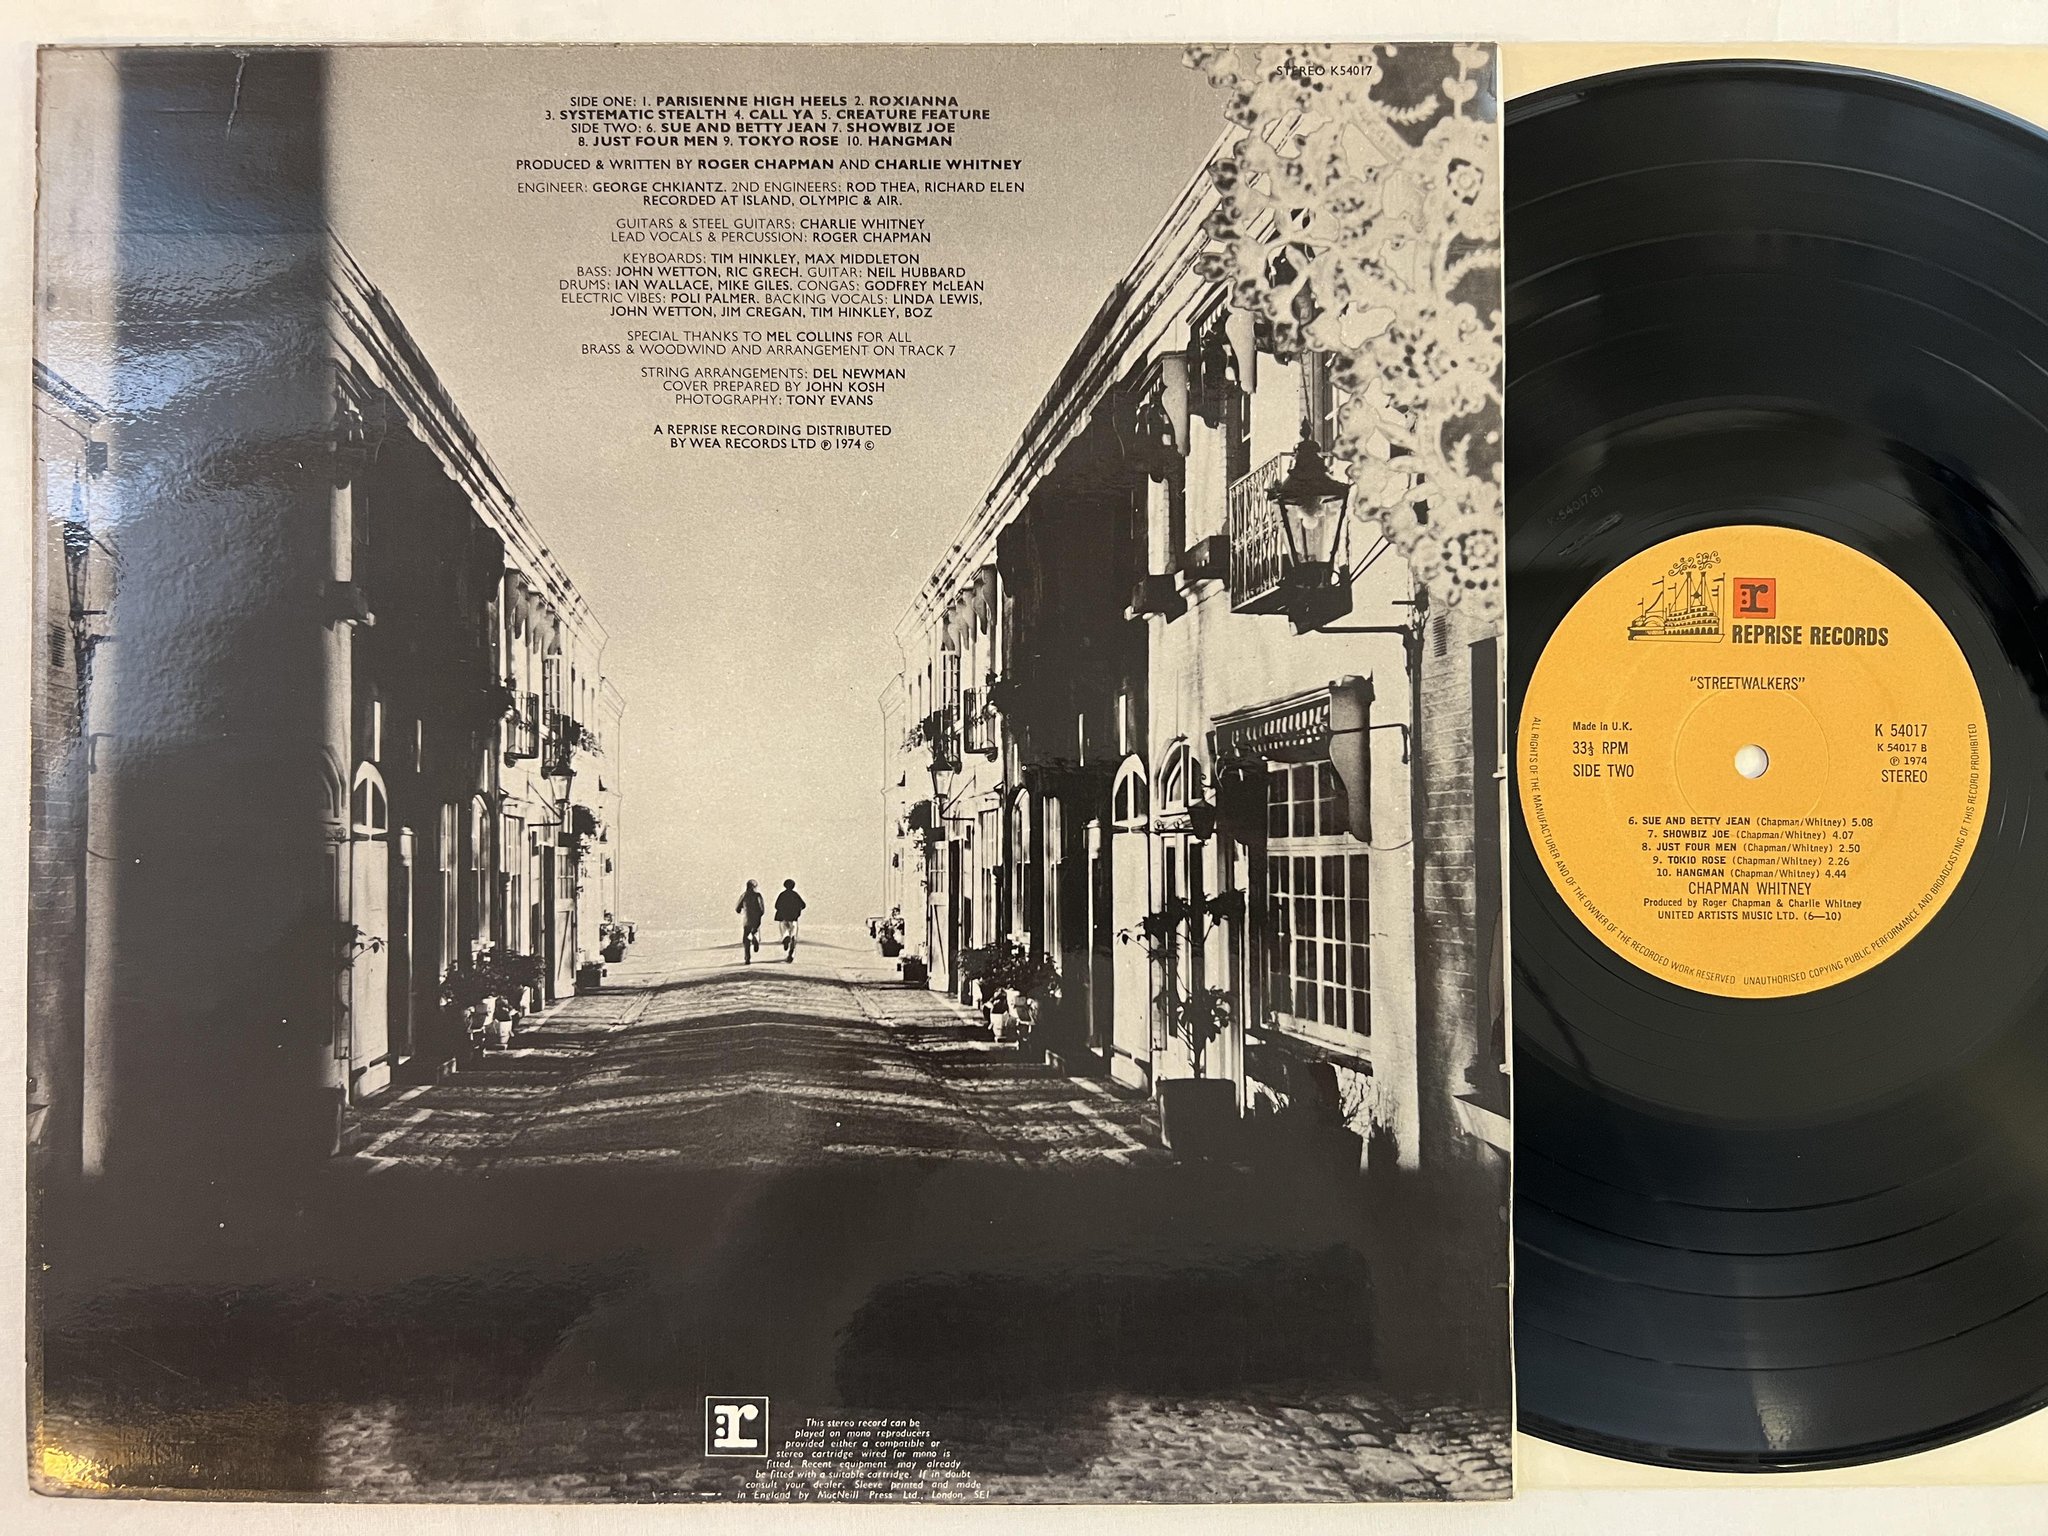 STEREO K54017
SIDE ONE: 1. PARISIENNE HIGH HEELS 2. ROXIANNA
3. SYSTEMATIC STEALTH 4. CALL YA 5. CREATURE FEATURE
SIDE TWO: 6. SUE AND BETTY JEAN 7. SHOWBIZ JOE
8. JUST FOUR MEN 9. TOKYO ROSE 10. HANGMAN
PRODUCED & WRITTEN BY ROGER CHAPMAN AND CHARLIE WHITNEY
ENGINEER: GEORGE CHKIANTZ. 2ND ENGINEERS: ROD THEA, RICHARD ELEN
RECORDED AT ISLAND, OLYMPIC & AIR.
GUITARS & STEEL GUITARS: CHARLIE WHITNEY
LEAD VOCALS & PERCUSSION: ROGER CHAPMAN
KEYBOARDS: TIM HINKLEY, MAX MIDDLETON
BASS: JOHN WETTON, RIC GRECH. GUITAR: NEIL HUBBARD
DRUMS: IAN WALLACE, MIKE GILES. CONGAS: GODFREY McLEAN
ELECTRIC VIBES: POLI PALMER. BACKING VOCALS: LINDA LEWIS,
JOHN WETTON, JIM CREGAN, TIM HINKLEY, BOZ
SPECIAL THANKS TO MEL COLLINS FOR ALL
BRASS & WOODWIND AND ARRANGEMENT ON TRACK 7
STRING ARRANGEMENTS: DEL NEWMAN
COVER PREPARED BY JOHN KOSH
PHOTOGRAPHY: TONY EVANS
A REPRISE RECORDING DISTRIBUTED
BY WEA RECORDS LTD ℗ 1974 ©
:r
This stereo record can be
played on mono reproducers
provided either a compatible or
stereo cartridge wired for mono is
fitted. Recent equipment may already
be fitted with a suitable cartridge. If in doubt
consult your dealer. Sleeve printed and made
in England by MacNeill Press Ltd., London, SE1
K-54017-B1
:r
REPRISE RECORDS
"STREETWALKERS"
Made in U.K.
33⅓ RPM
SIDE TWO
K 54017
K 54017 B
℗ 1974
STEREO
6. SUE AND BETTY JEAN (Chapman/Whitney) 5.08
7. SHOWBIZ JOE (Chapman/Whitney) 4.07
8. JUST FOUR MEN (Chapman/Whitney) 2.50
9. TOKIO ROSE (Chapman/Whitney) 2.26
10. HANGMAN (Chapman/Whitney) 4.44
CHAPMAN WHITNEY
Produced by Roger Chapman & Charlie Whitney
UNITED ARTISTS MUSIC LTD. (6—10)
ALL RIGHTS OF THE MANUFACTURER AND OF THE OWNER OF THE RECORDED WORK RESERVED UNAUTHORISED COPYING PUBLIC PERFORMANCE AND BROADCASTING OF THIS RECORD PROHIBITED